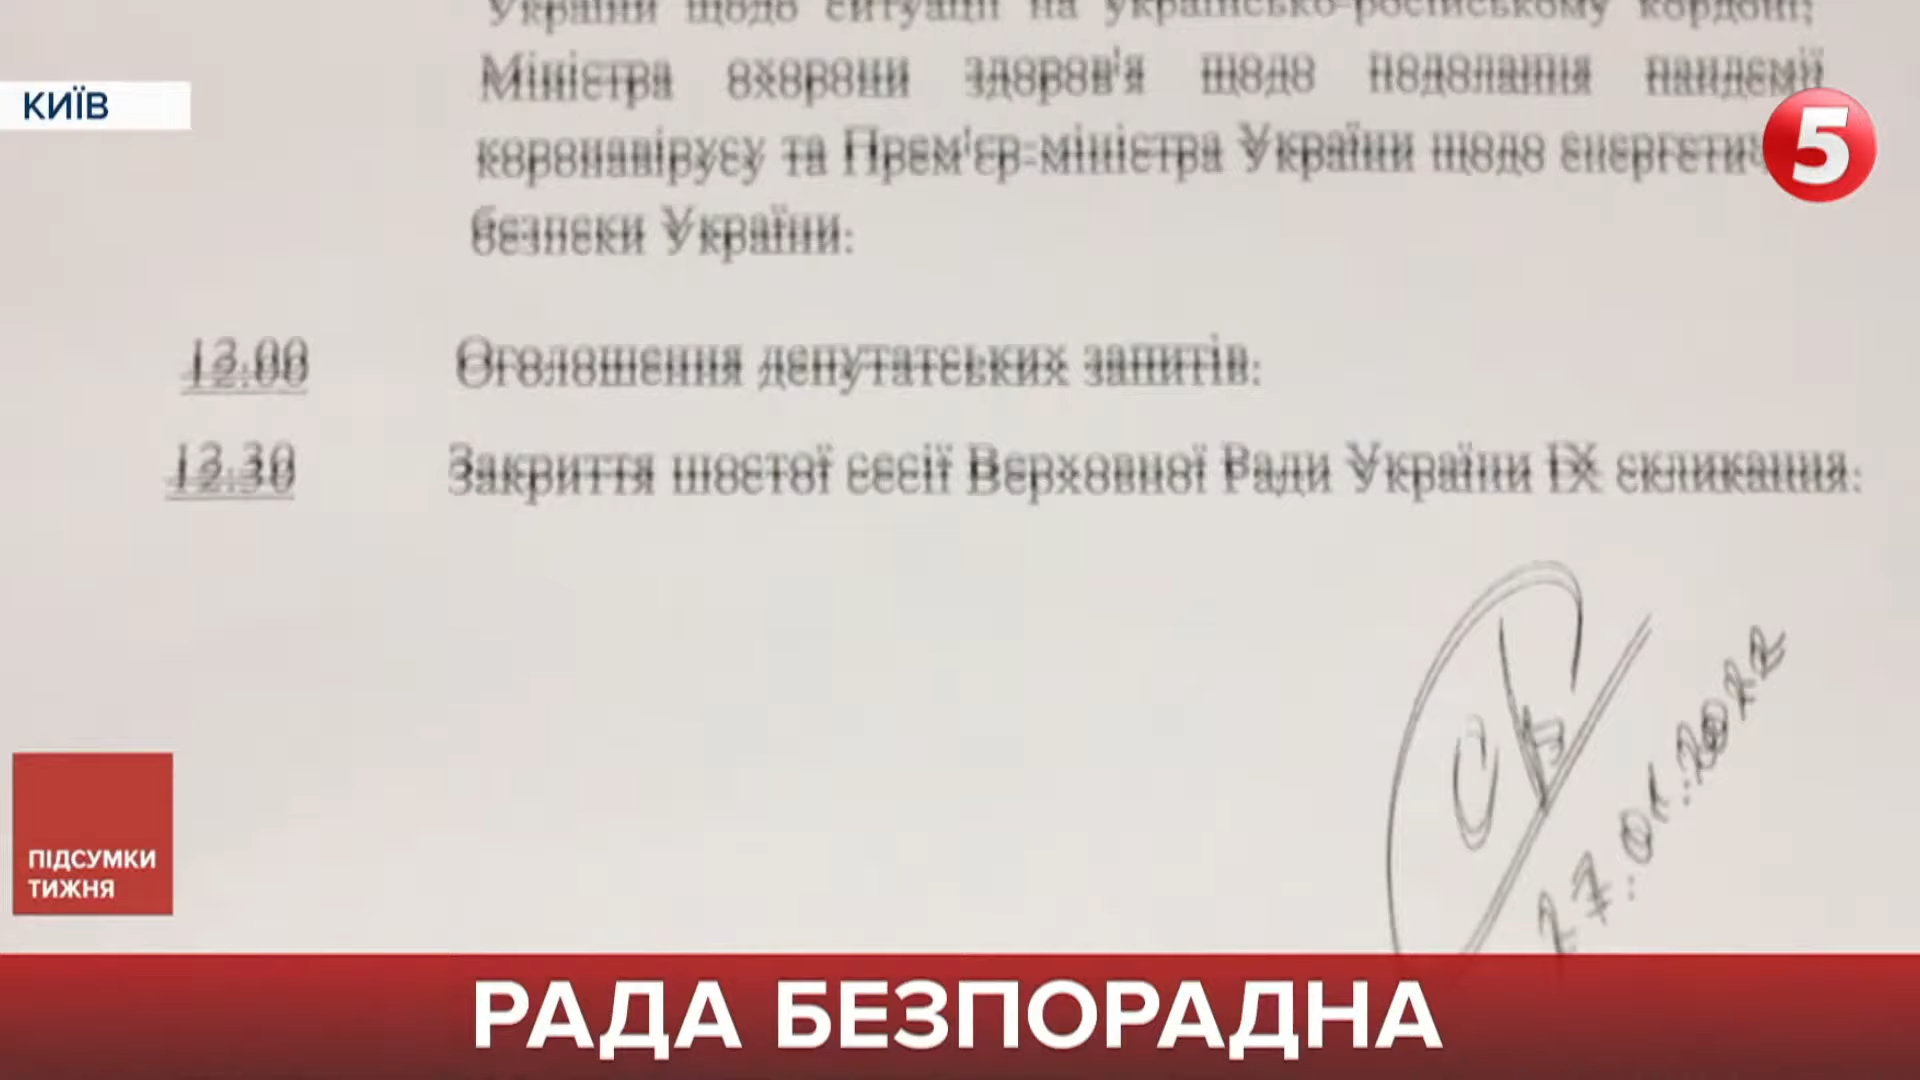 України щодо ситуації на українсько-російському кордоні;
КИЇВ
Міністра охорони здоров'я щодо подолання пандемії
5
коронавірусу та Прем'єр-міністра України щодо енергетич
безпеки України.
12.00 Оголошення депутатських запитів.
12.30 Закриття шостої сесії Верховної Ради України ІХ скликання.
27.01.2022
ПІДСУМКИ
ТИЖНЯ
РАДА БЕЗПОРАДНА